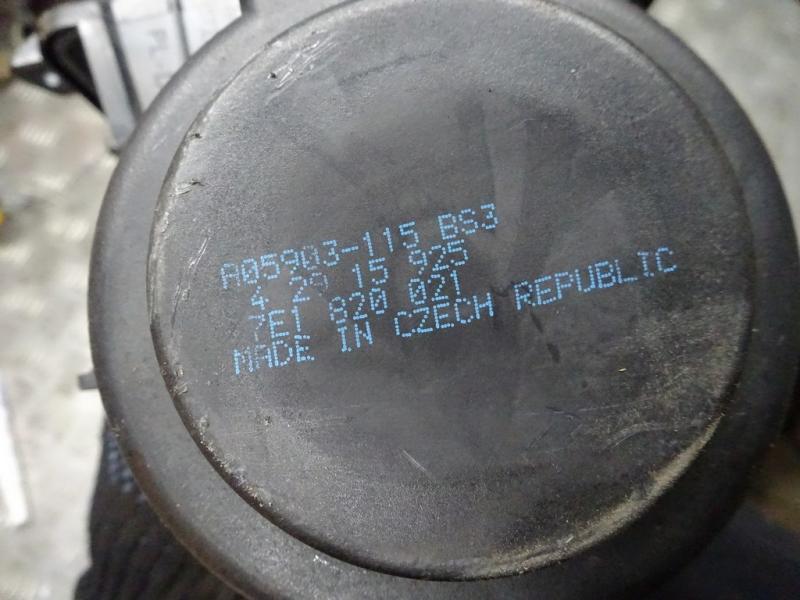 A05903-115 BS3
4 29 15 925
7E1 820 021
MADE IN CZECH REPUBLIC